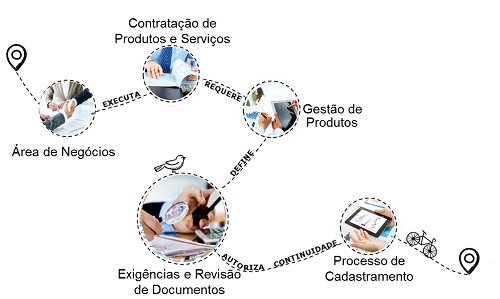 Contratação de
Produtos e Serviços
EXECUTA
REQUERE
Gestão de
Produtos
Área de Negócios
DEFINE
AUTORIZA
CONTINUIDADE
Processo de
Cadastramento
Exigências e Revisão
de Documentos